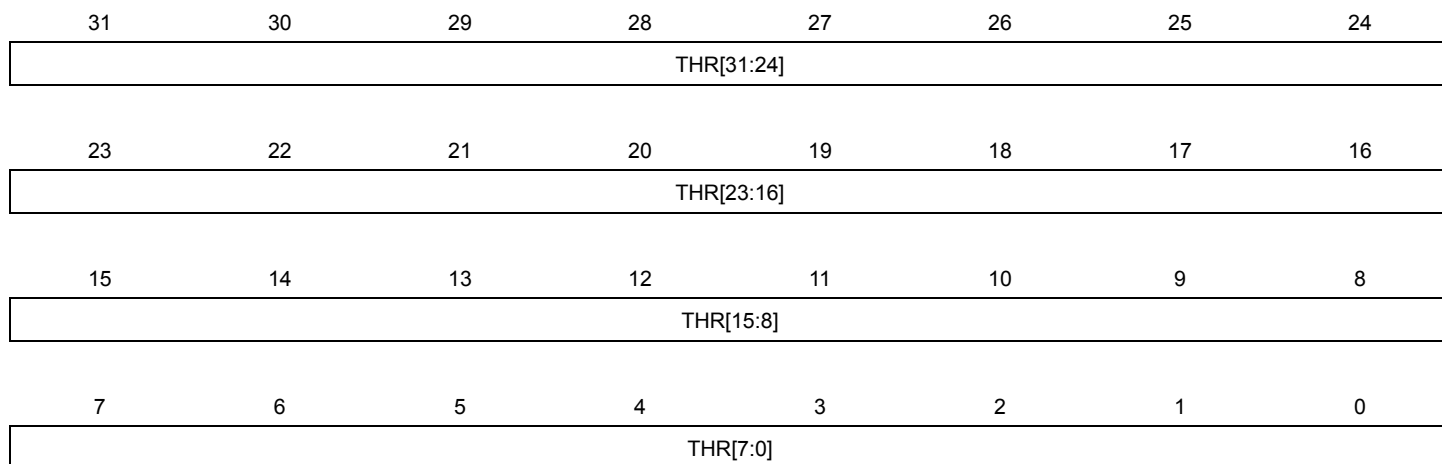 31 30 29 28 27 26 25 24
THR[31:24]
23 22 21 20 19 18 17 16
THR[23:16]
15 14 13 12 11 10 9 8
THR[15:8]
7 6 5 4 3 2 1 0
THR[7:0]